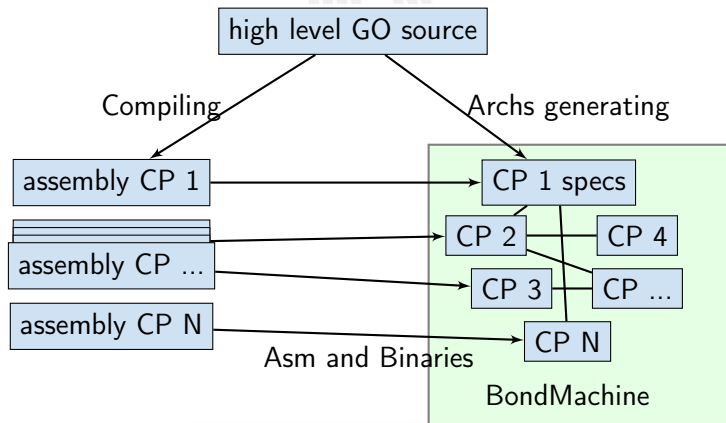 high level GO source
Compiling
Archs generating
assembly CP 1
CP 1 specs
CP 2
CP 4
assembly CP ...
CP 3
CP ...
assembly CP N
CP N
Asm and Binaries
BondMachine